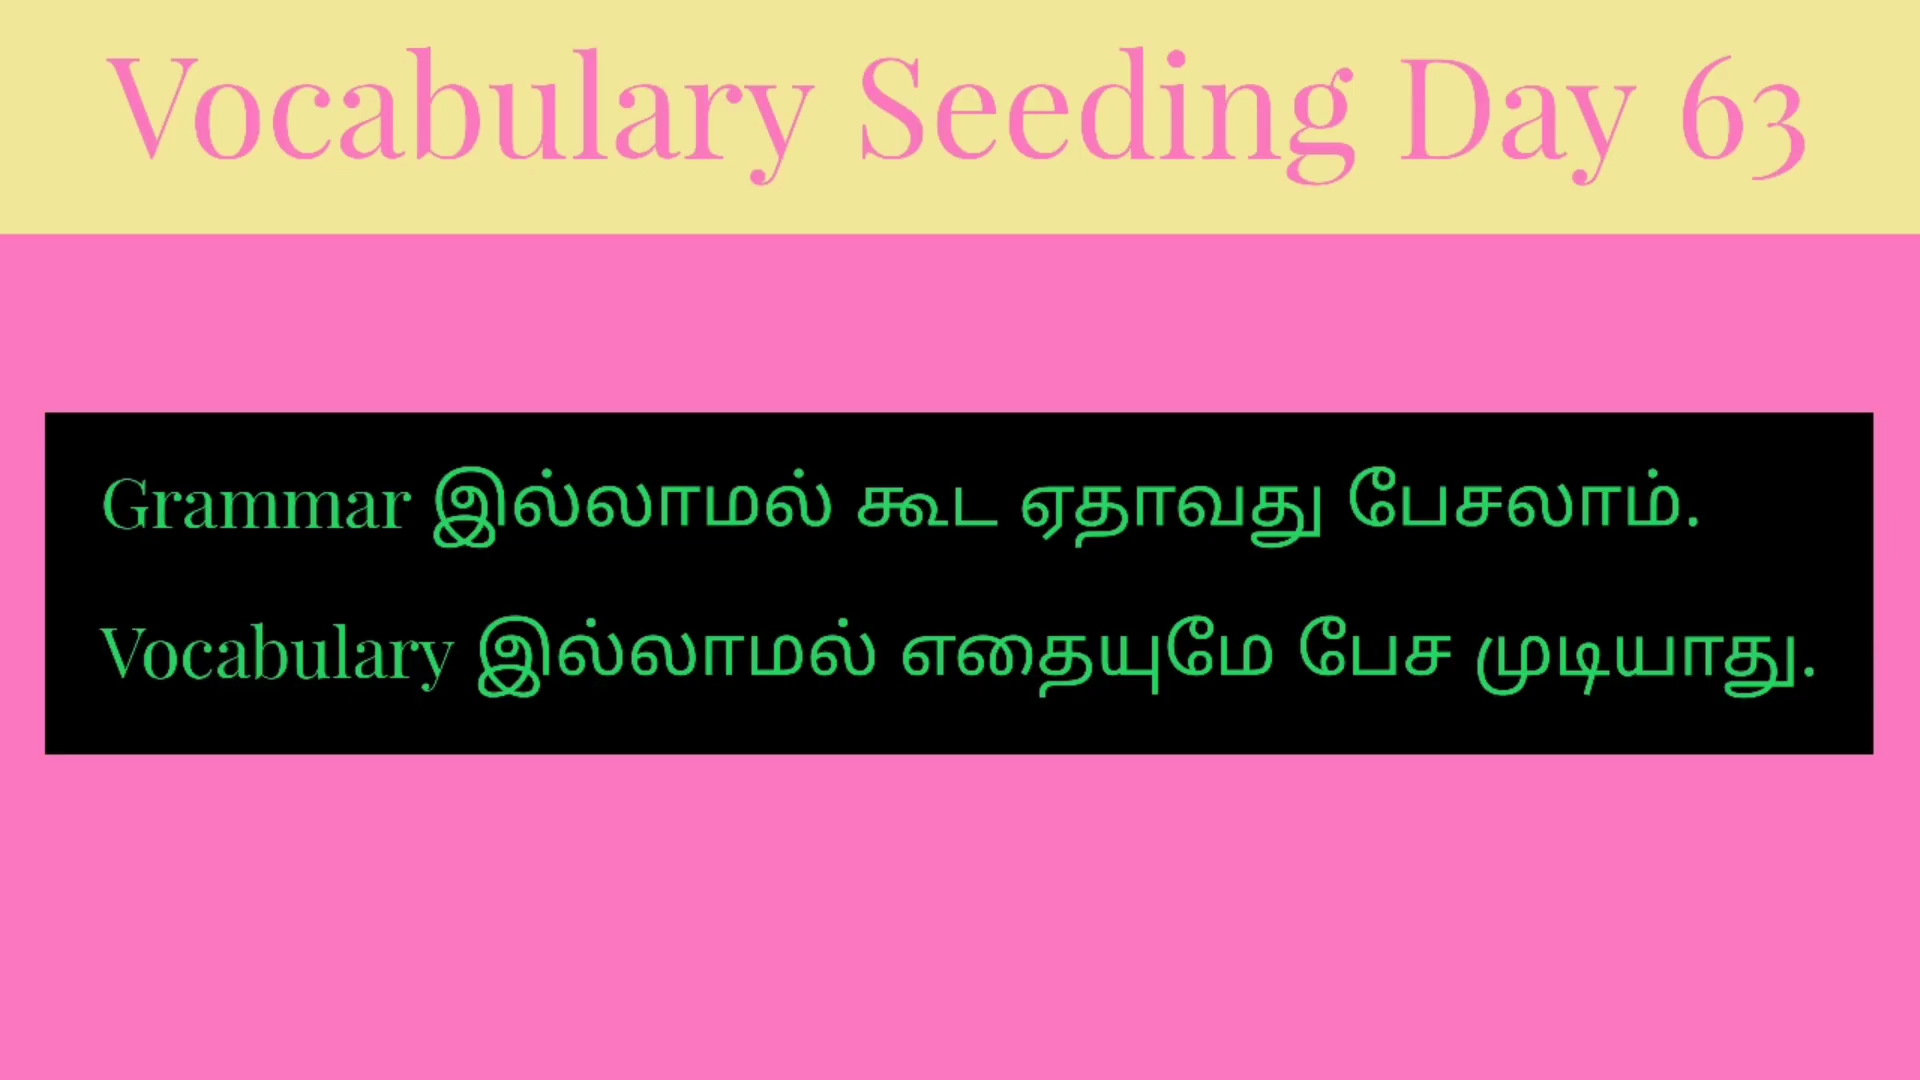 Vocabulary Seeding Day 63
Grammar இல்லாமல் கூட ஏதாவது பேசலாம்.
Vocabulary இல்லாமல் எதையுமே பேச முடியாது.